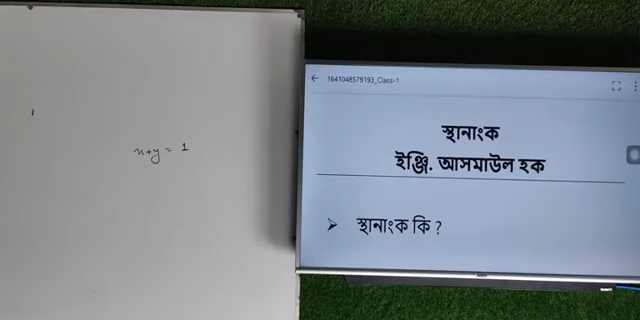 x+y = 1
1641048579193_Class-1
স্থানাংক
ইঞ্জি. আসমাউল হক
➤ স্থানাংক কি ?